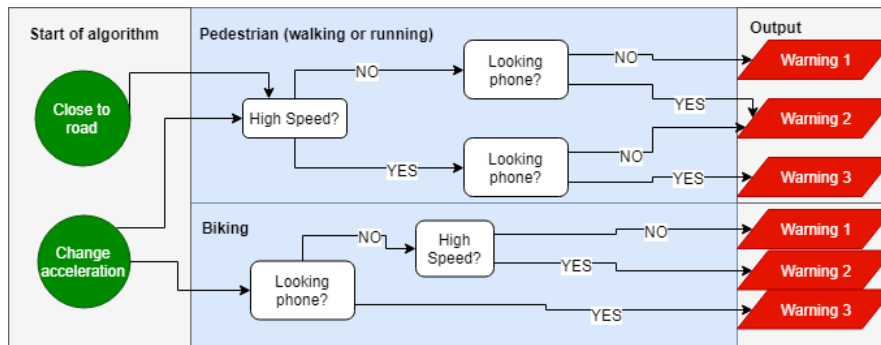 Start of algorithm
Pedestrian (walking or running)
Output
Close to
road
High Speed?
NO
Looking
phone?
NO
Warning 1
YES
Warning 2
YES
Looking
phone?
NO
YES
Warning 3
Change
acceleration
Biking
Looking
phone?
NO
High
Speed?
NO
Warning 1
YES
Warning 2
YES
Warning 3